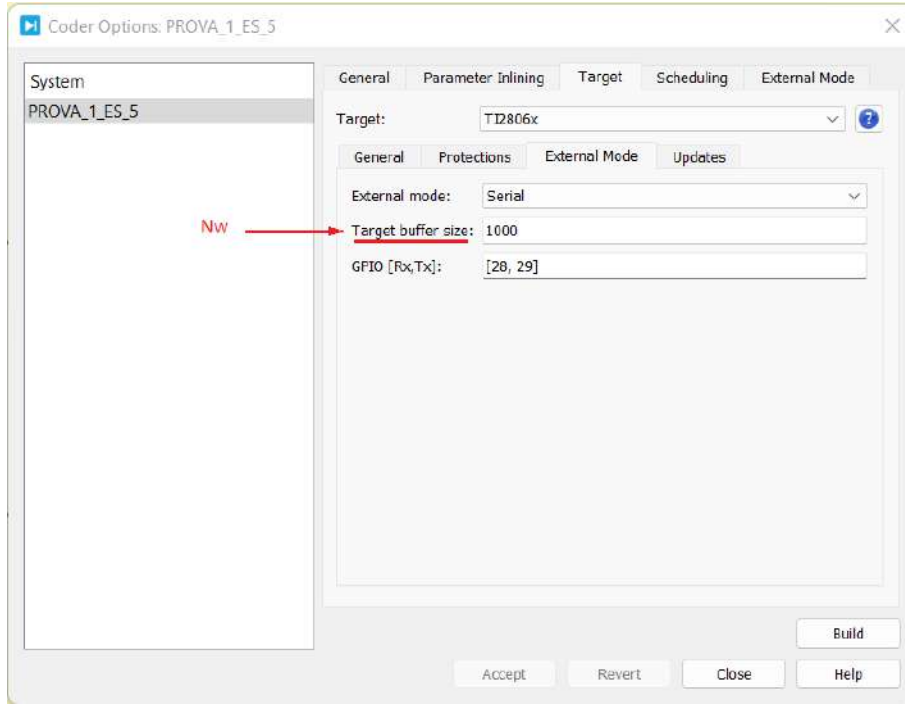 Coder Options: PROVA_1_ES_5
System
PROVA_1_ES_5
General Parameter Inlining Target Scheduling External Mode
Target: TI2806x
General Protections External Mode Updates
External mode: Serial
Nw Target buffer size: 1000
GPIO [Rx,Tx]: [28, 29]
Build
Accept Revert Close Help